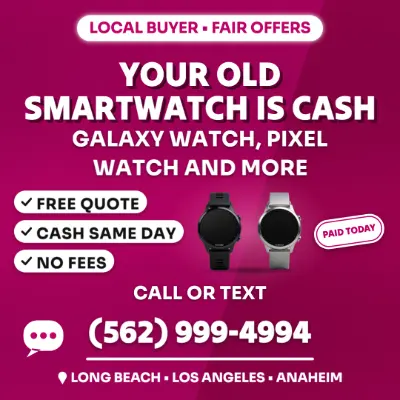 LOCAL BUYER • FAIR OFFERS
YOUR OLD
SMARTWATCH IS CASH
GALAXY WATCH, PIXEL
WATCH AND MORE
FREE QUOTE
CASH SAME DAY
NO FEES
PAID TODAY
CALL OR TEXT
(562) 999-4994
LONG BEACH • LOS ANGELES • ANAHEIM